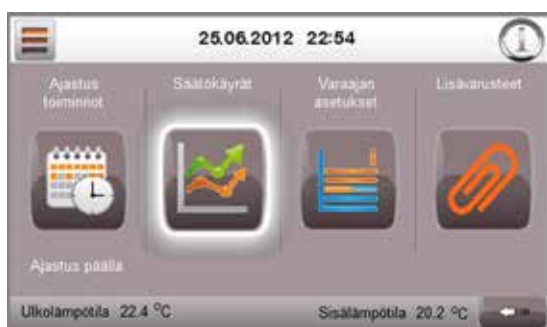 25.06.2012 22:54
Ajastus
toiminnot
Säätökäyrät
Varaajan
asetukset
Lisävarusteet
Ajastus päällä
Ulkolämpötila 22.4 °C
Sisälämpötila 20.2 °C